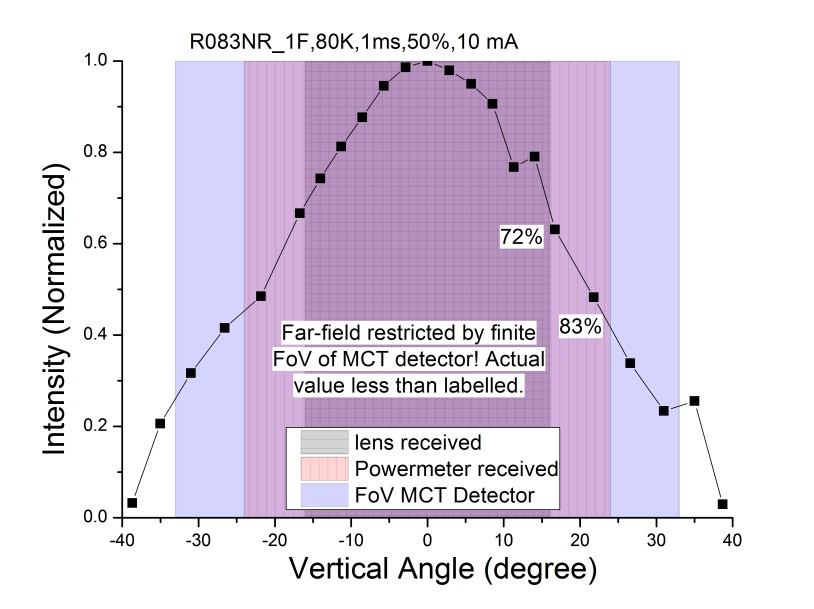 R083NR_1F,80K,1ms,50%,10 mA
1.0
0.8
0.6
0.4
0.2
0.0
Intensity (Normalized)
72%
83%
Far-field restricted by finite
FoV of MCT detector! Actual
value less than labelled.
lens received
Powermeter received
FoV MCT Detector
-40 -30 -20 -10 0 10 20 30 40
Vertical Angle (degree)